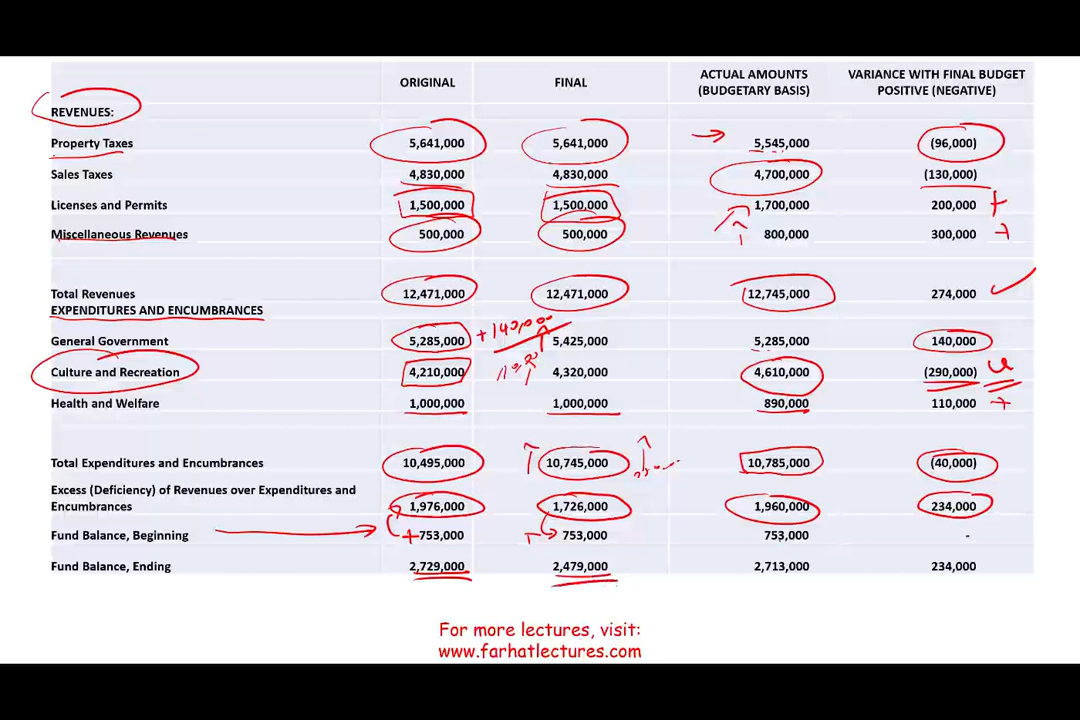 ORIGINAL FINAL ACTUAL AMOUNTS (BUDGETARY BASIS) VARIANCE WITH FINAL BUDGET POSITIVE (NEGATIVE)
REVENUES:
Property Taxes 5,641,000 5,641,000 5,545,000 (96,000)
Sales Taxes 4,830,000 4,830,000 4,700,000 (130,000)
Licenses and Permits 1,500,000 1,500,000 1,700,000 200,000 +
Miscellaneous Revenues 500,000 500,000 800,000 300,000 +
Total Revenues 12,471,000 12,471,000 12,745,000 274,000
EXPENDITURES AND ENCUMBRANCES
+140,000
General Government 5,285,000 5,425,000 5,285,000 140,000
Culture and Recreation 4,210,000 4,320,000 4,610,000 (290,000) u
Health and Welfare 1,000,000 1,000,000 890,000 110,000 +
Total Expenditures and Encumbrances 10,495,000 10,745,000 10,785,000 (40,000)
Excess (Deficiency) of Revenues over Expenditures and
Encumbrances 1,976,000 1,726,000 1,960,000 234,000
Fund Balance, Beginning +753,000 753,000 753,000 -
Fund Balance, Ending 2,729,000 2,479,000 2,713,000 234,000
For more lectures, visit:
www.farhatlectures.com